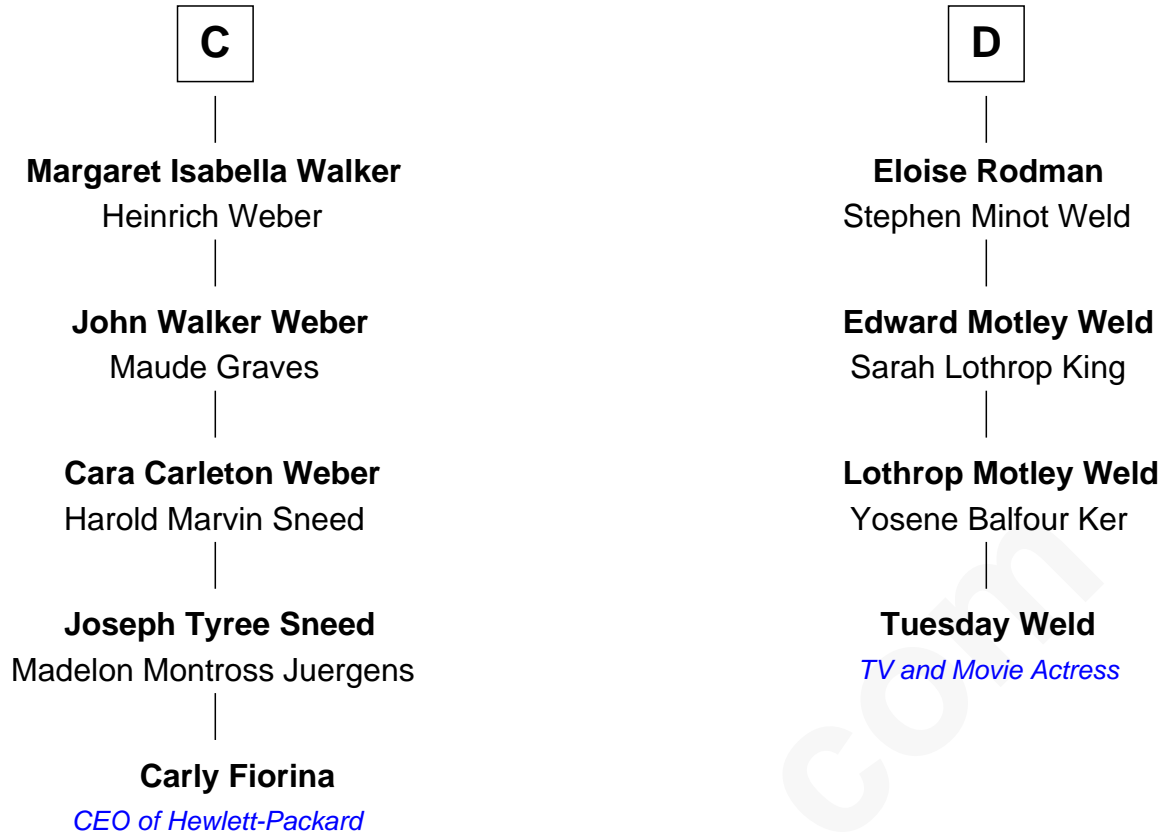 C
Margaret Isabella Walker
Heinrich Weber
John Walker Weber
Maude Graves
Cara Carleton Weber
Harold Marvin Sneed
Joseph Tyree Sneed
Madelon Montross Juergens
Carly Fiorina
CEO of Hewlett-Packard
D
Eloise Rodman
Stephen Minot Weld
Edward Motley Weld
Sarah Lothrop King
Lothrop Motley Weld
Yosene Balfour Ker
Tuesday Weld
TV and Movie Actress
com